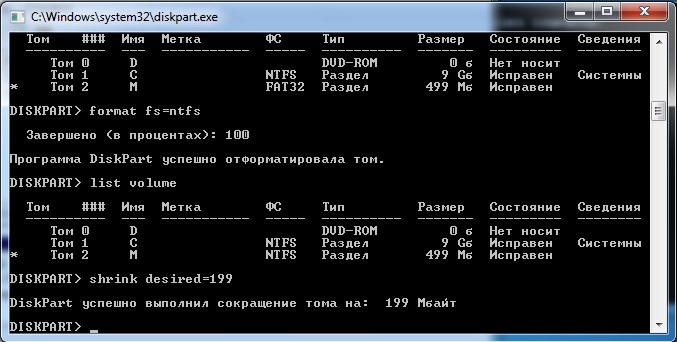 C:\Windows\system32\diskpart.exe
Том ### Имя Метка ФС Тип Размер Состояние Сведения
---------- --- ----------- ----- ---------- ------- --------- --------
Том 0 D DVD-ROM 0 б Нет носит
Том 1 C NTFS Раздел 9 Gб Исправен Системны
* Том 2 M FAT32 Раздел 499 Мб Исправен
DISKPART> format fs=ntfs
Завершено (в процентах): 100
Программа DiskPart успешно отформатировала том.
DISKPART> list volume
Том ### Имя Метка ФС Тип Размер Состояние Сведения
---------- --- ----------- ----- ---------- ------- --------- --------
Том 0 D DVD-ROM 0 б Нет носит
Том 1 C NTFS Раздел 9 Gб Исправен Системны
* Том 2 M NTFS Раздел 499 Мб Исправен
DISKPART> shrink desired=199
DiskPart успешно выполнил сокращение тома на: 199 Мбайт
DISKPART> _